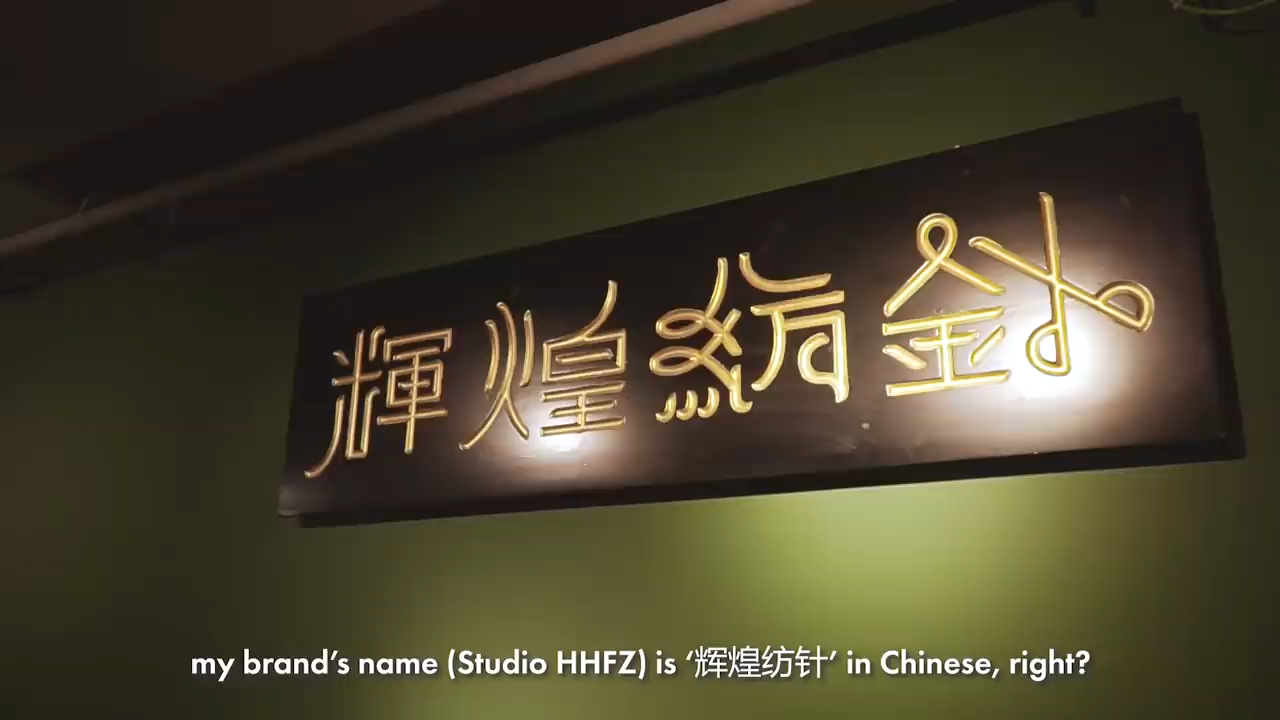 輝煌紡針
my brand's name (Studio HHFZ) is ‘辉煌纺针’ in Chinese, right?